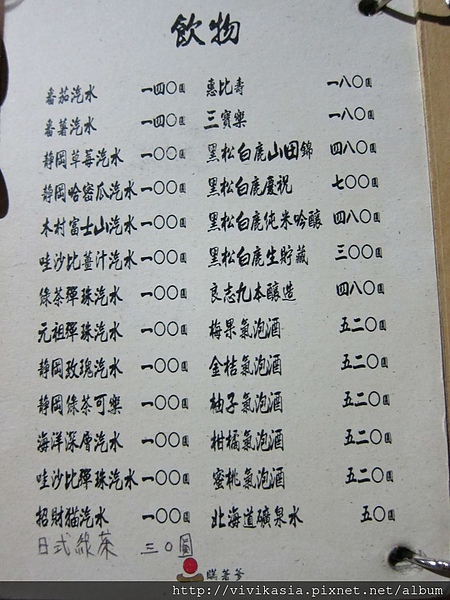 飲物
番茄汽水 一四〇圓 惠比壽 一八〇圓
番薯汽水 一四〇圓 三寶樂 一八〇圓
靜岡草莓汽水 一〇〇圓 黑松白鹿山田錦 四八〇圓
靜岡哈密瓜汽水 一〇〇圓 黑松白鹿慶祝 七〇〇圓
木村富士山汽水 一〇〇圓 黑松白鹿純米吟釀 四八〇圓
哇沙比薑汁汽水 一〇〇圓 黑松白鹿生貯藏 三〇〇圓
綠茶彈珠汽水 一〇〇圓 良志久本釀造 四八〇圓
元祖彈珠汽水 一〇〇圓 梅果氣泡酒 五二〇圓
靜岡玫瑰汽水 一〇〇圓 金桔氣泡酒 五二〇圓
靜岡綠茶可樂 一〇〇圓 柚子氣泡酒 五二〇圓
海洋深層汽水 一〇〇圓 柑橘氣泡酒 五二〇圓
哇沙比彈珠汽水 一〇〇圓 蜜桃氣泡酒 五二〇圓
招財貓汽水 一〇〇圓 北海道礦泉水 五〇圓
日式綠茶 三〇圓
http://vivikasia.pixnet.net/album